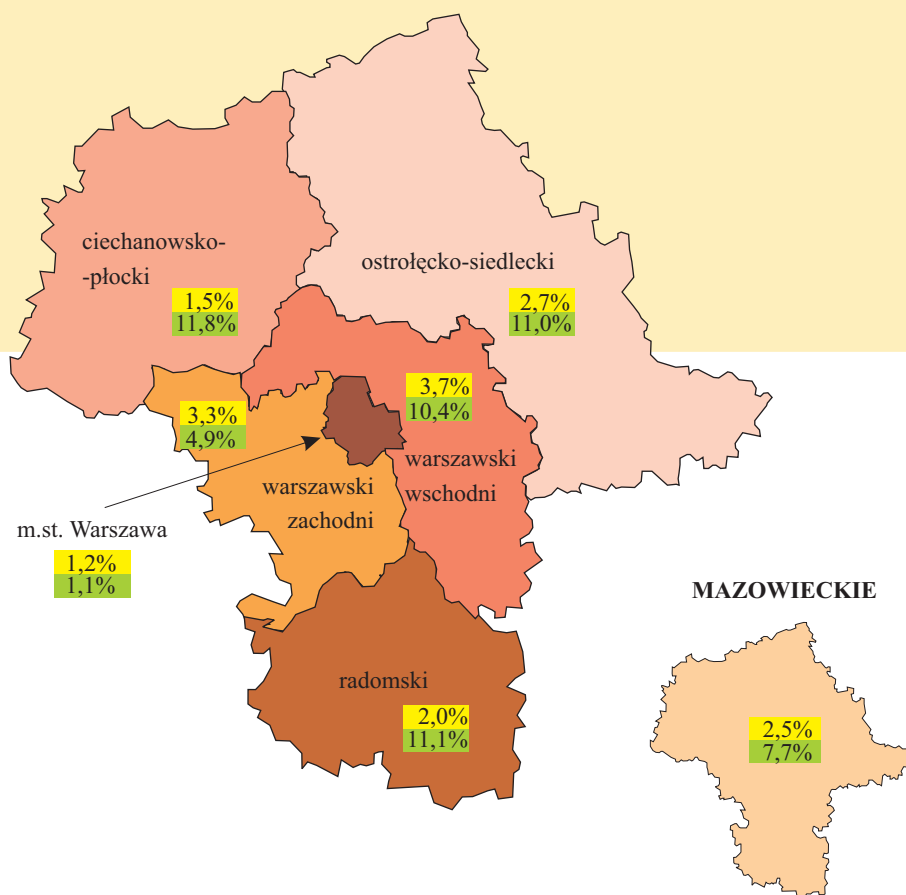 ciechanowsko-
-płocki
1,5%
11,8%
ostrołęcko-siedlecki
2,7%
11,0%
3,7%
10,4%
warszawski
wschodni
3,3%
4,9%
warszawski
zachodni
m.st. Warszawa
1,2%
1,1%
radomski
2,0%
11,1%
MAZOWIECKIE
2,5%
7,7%